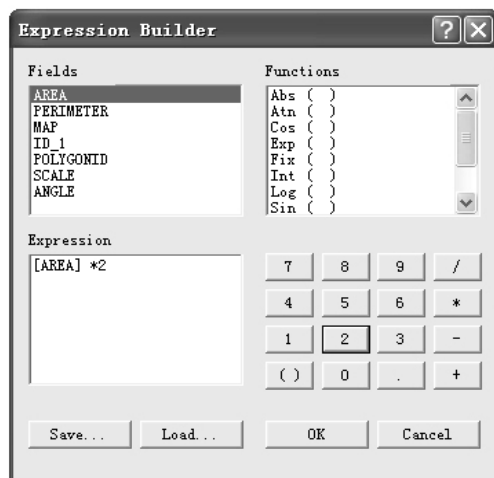 Expression Builder
? X
Fields
AREA
PERIMETER
MAP
ID_1
POLYGONID
SCALE
ANGLE
Functions
Abs ( )
Atn ( )
Cos ( )
Exp ( )
Fix ( )
Int ( )
Log ( )
Sin ( )
Expression
[AREA] *2
7 8 9 /
4 5 6 *
1 2 3 -
( ) 0 . +
Save... Load... OK Cancel